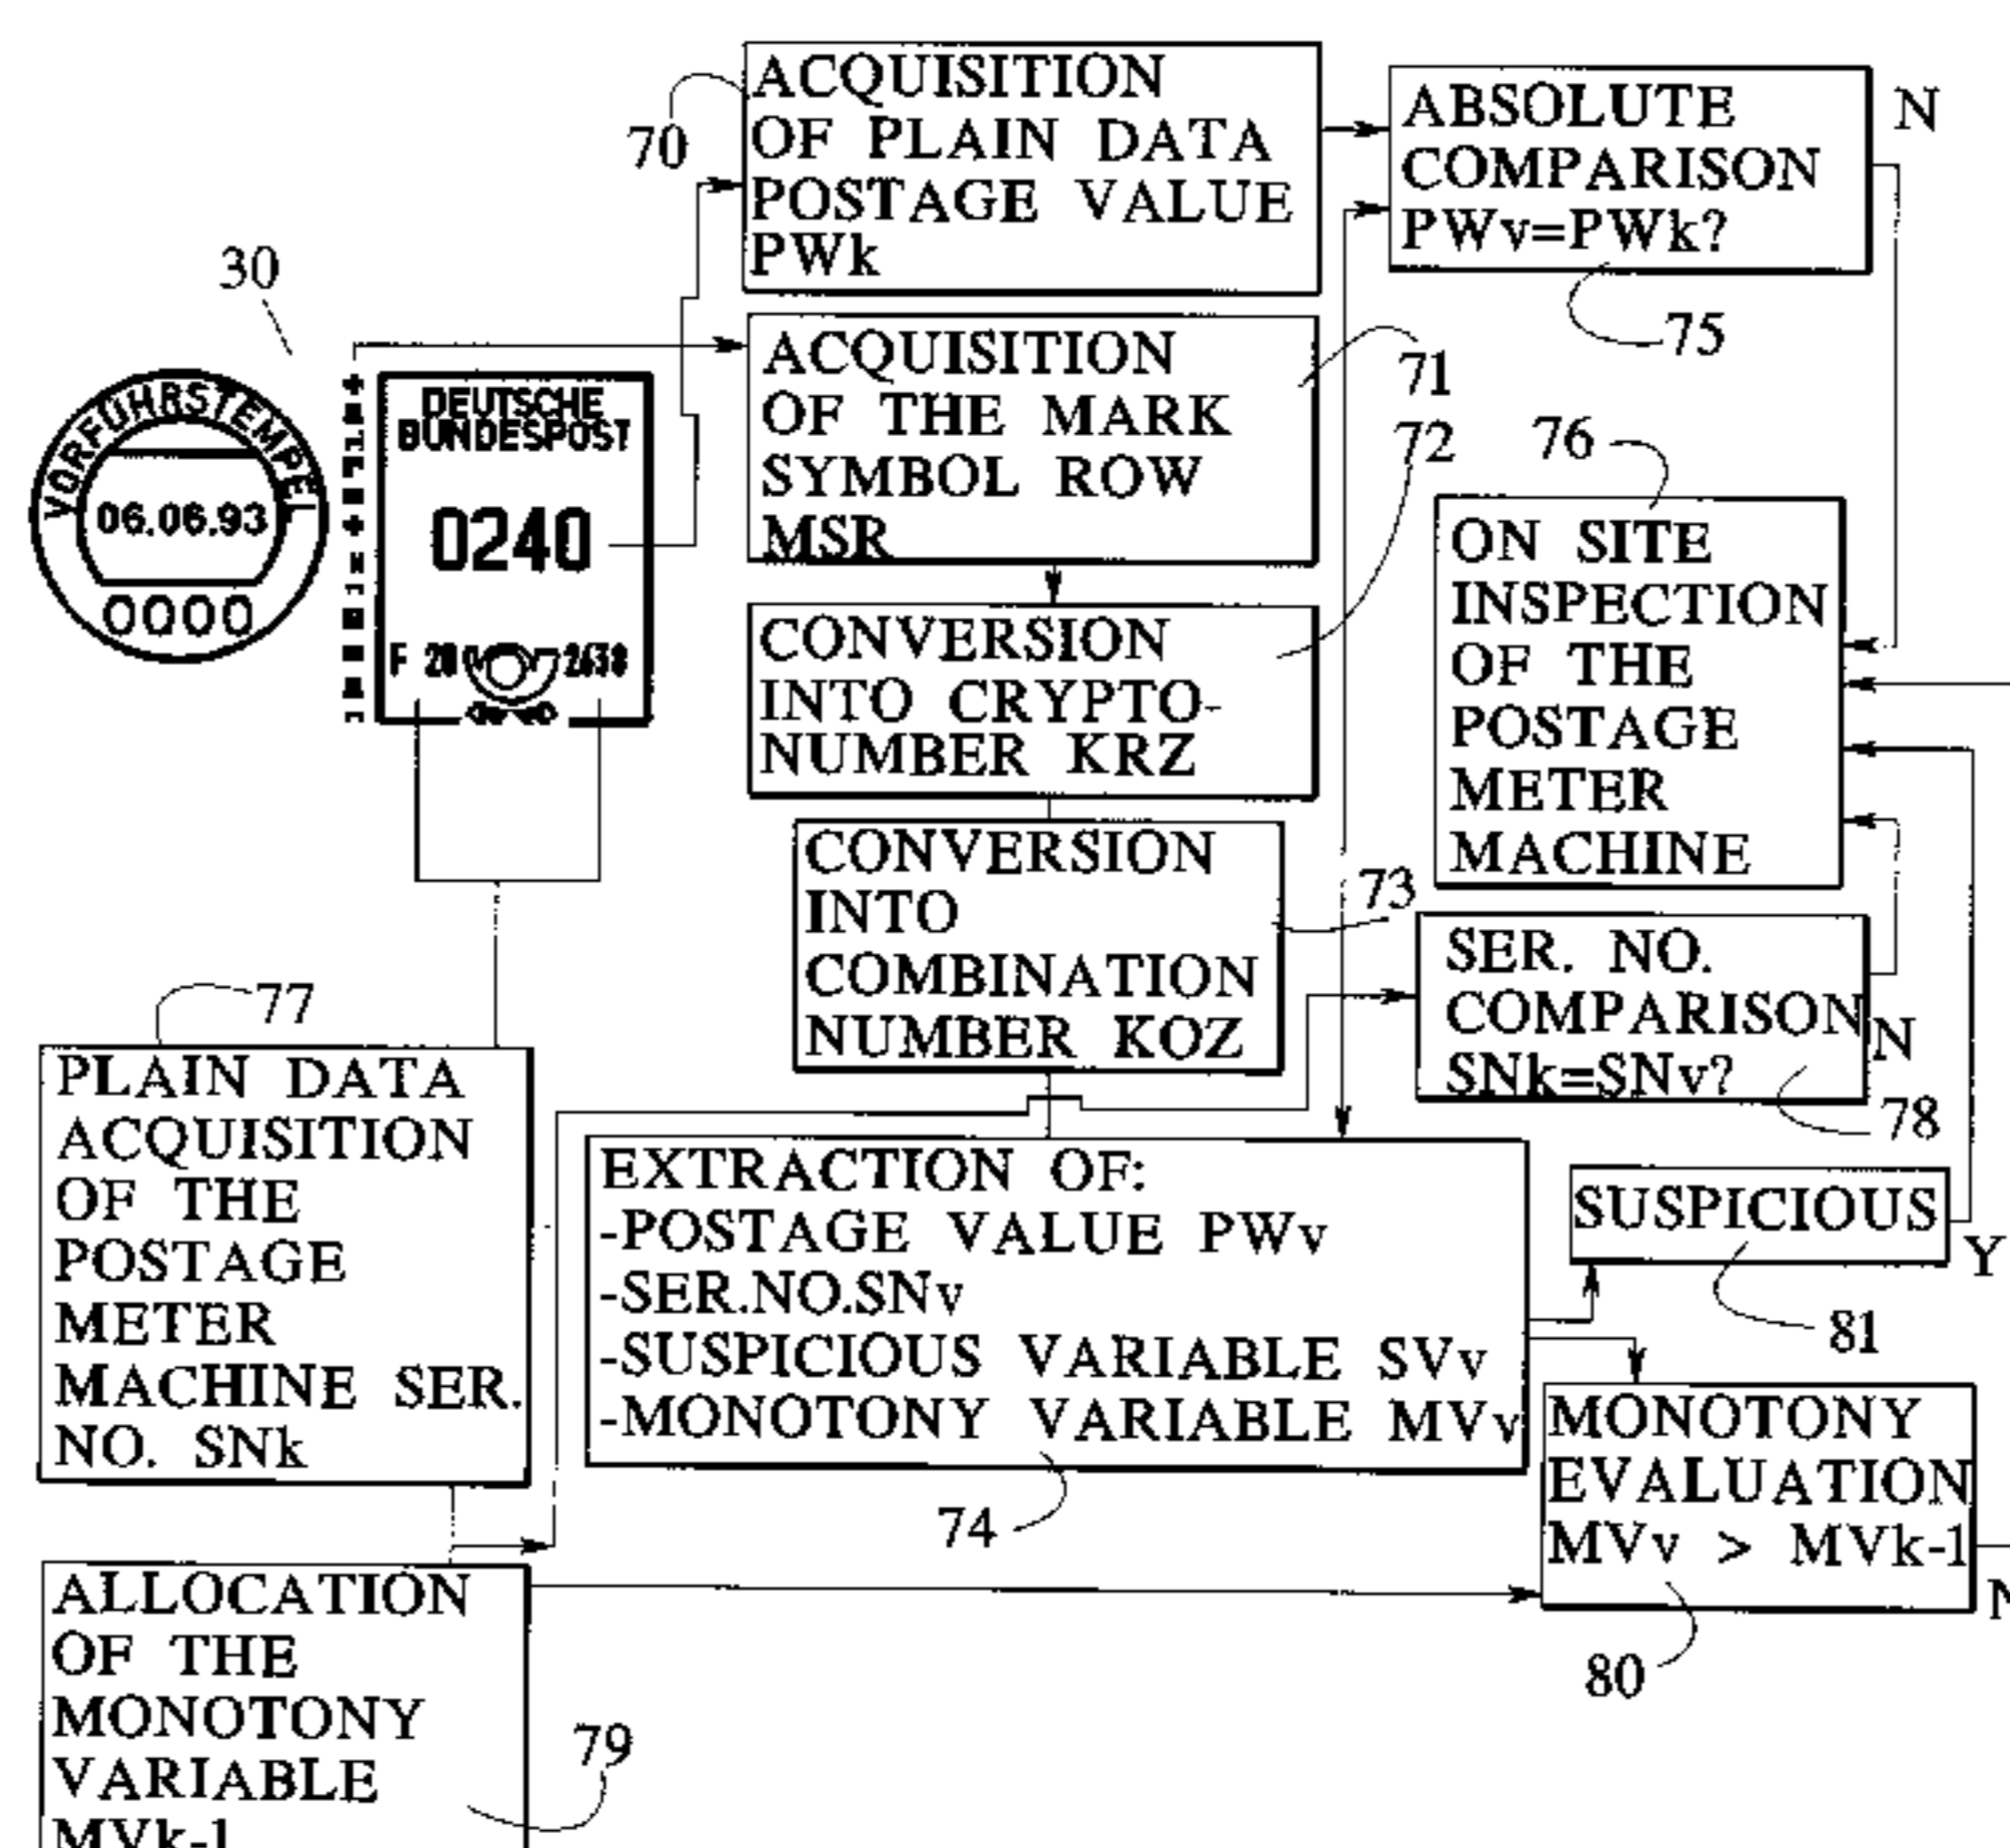 70
ACQUISITION
OF PLAIN DATA
POSTAGE VALUE
PWk
ABSOLUTE
COMPARISON
PWv=PWk?
N
75
30
VORFÜHRSTEMPEL
06.06.93
0000
DEUTSCHE
BUNDESPOST
0240
F 20 2638
ACQUISITION
OF THE MARK
SYMBOL ROW
MSR
71
72
CONVERSION
INTO CRYPTO-
NUMBER KRZ
76
ON SITE
INSPECTION
OF THE
POSTAGE
METER
MACHINE
CONVERSION
INTO
COMBINATION
NUMBER KOZ
73
SER. NO.
COMPARISON
SNk=SNv?
N
78
77
PLAIN DATA
ACQUISITION
OF THE
POSTAGE
METER
MACHINE SER.
NO. SNk
EXTRACTION OF:
-POSTAGE VALUE PWv
-SER.NO.SNv
-SUSPICIOUS VARIABLE SVv
-MONOTONY VARIABLE MVv
74
SUSPICIOUS
Y
81
MONOTONY
EVALUATION
MVv > MVk-1
N
80
ALLOCATION
OF THE
MONOTONY
VARIABLE
MVk-1
79